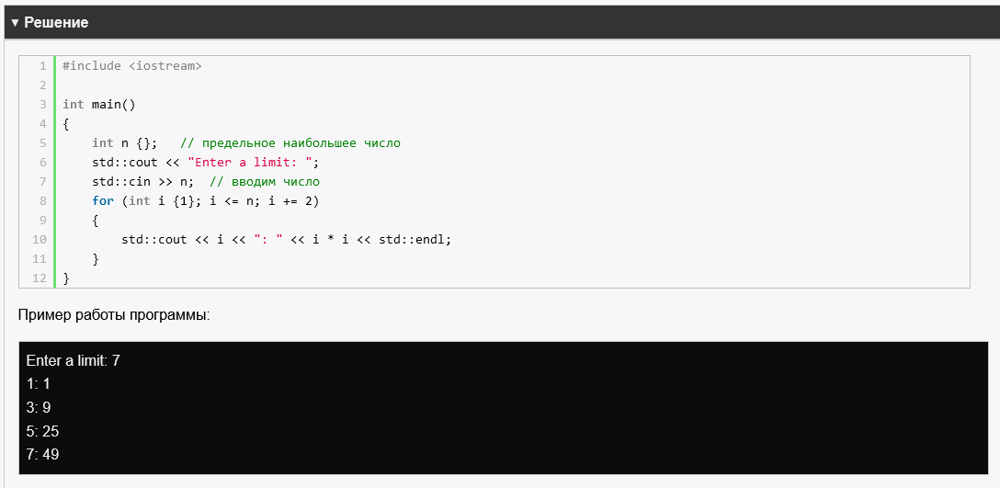 ▼ Решение
1 #include <iostream>
2
3 int main()
4 {
5     int n {};   // предельное наибольшее число
6     std::cout << "Enter a limit: ";
7     std::cin >> n;  // вводим число
8     for (int i {1}; i <= n; i += 2)
9     {
10         std::cout << i << ": " << i * i << std::endl;
11     }
12 }
Пример работы программы:
Enter a limit: 7
1: 1
3: 9
5: 25
7: 49